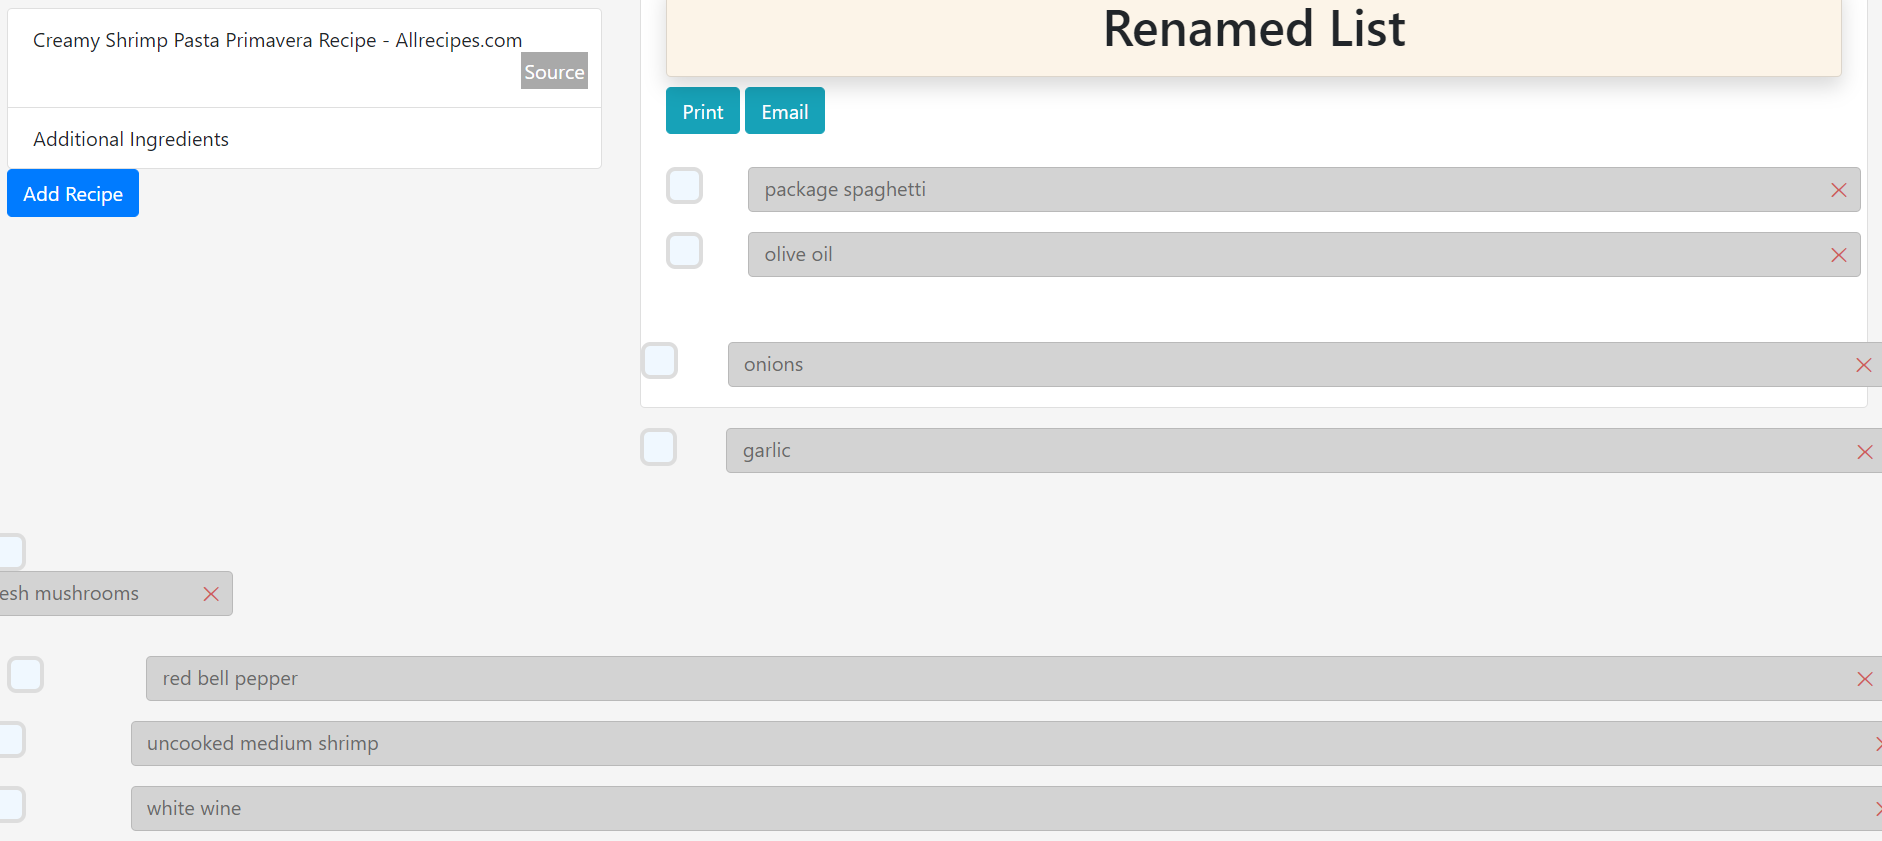 Creamy Shrimp Pasta Primavera Recipe - Allrecipes.com
Source
Additional Ingredients
Add Recipe
Renamed List
Print Email
package spaghetti
olive oil
onions
garlic
esh mushrooms
red bell pepper
uncooked medium shrimp
white wine